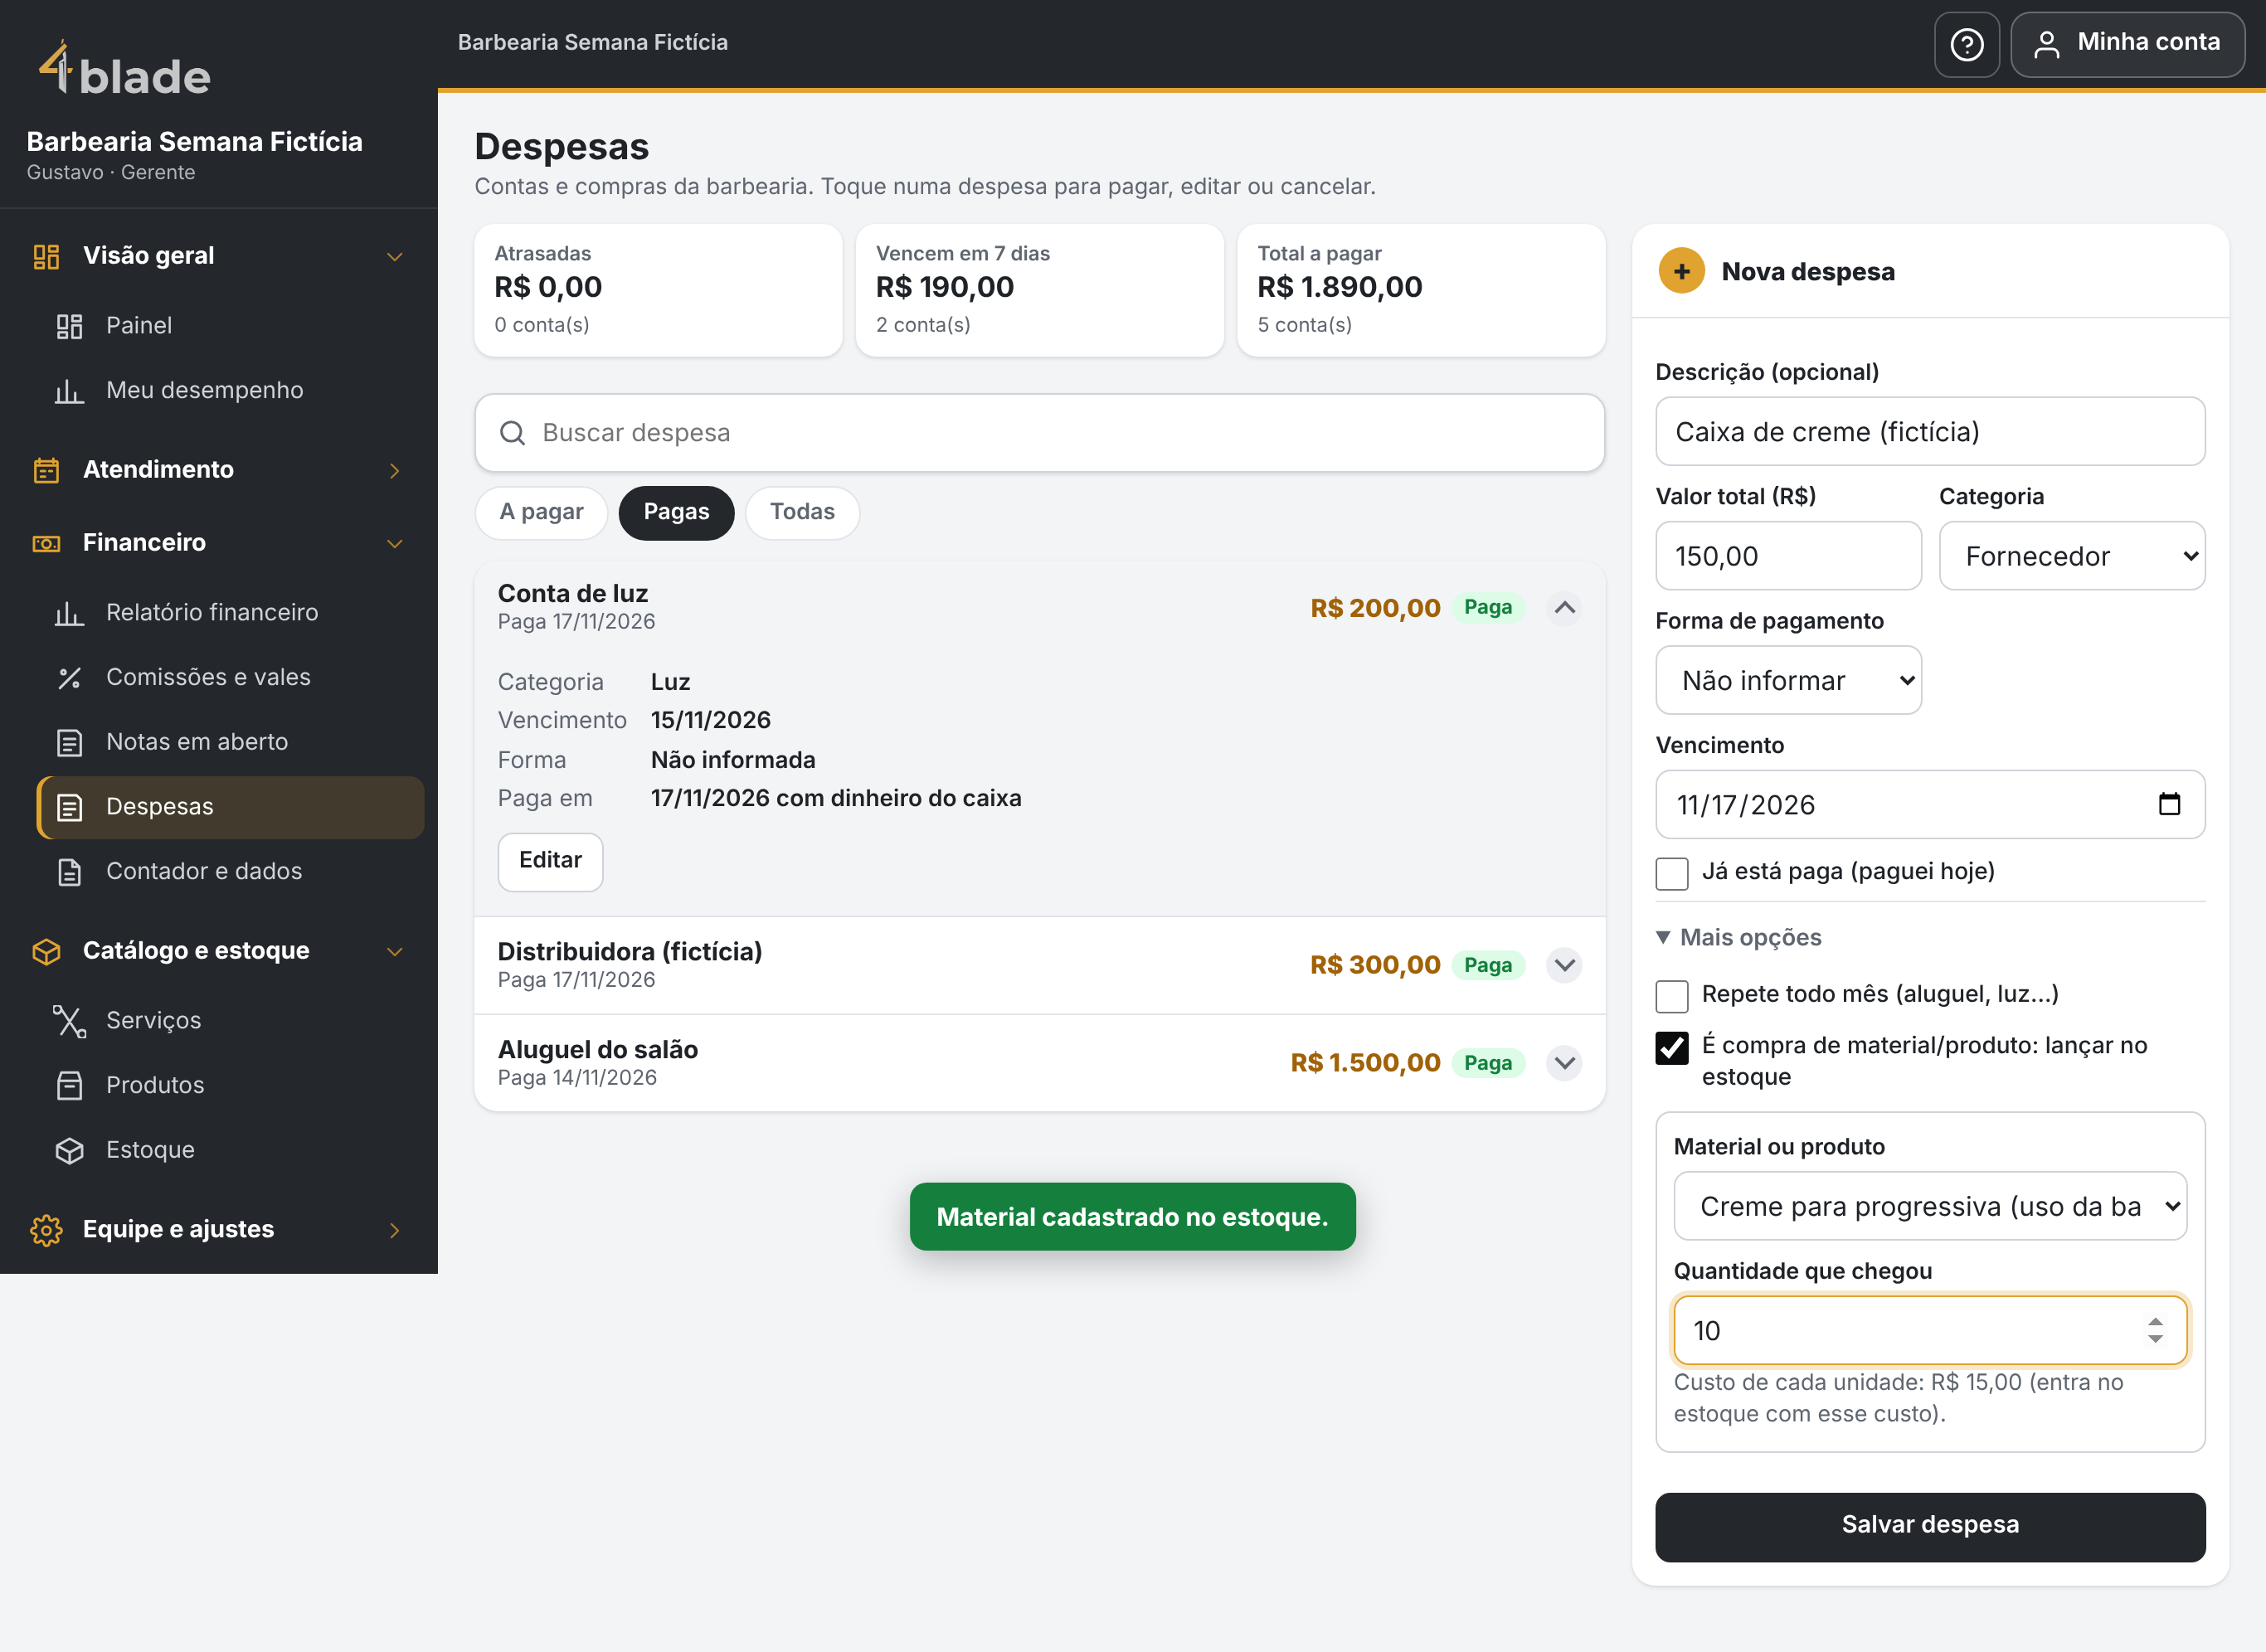 4blade
Barbearia Semana Fictícia
Gustavo · Gerente
Visão geral
Painel
Meu desempenho
Atendimento
Financeiro
Relatório financeiro
Comissões e vales
Notas em aberto
Despesas
Contador e dados
Catálogo e estoque
Serviços
Produtos
Estoque
Equipe e ajustes
Barbearia Semana Fictícia
Minha conta
Despesas
Contas e compras da barbearia. Toque numa despesa para pagar, editar ou cancelar.
Atrasadas
R$ 0,00
0 conta(s)
Vencem em 7 dias
R$ 190,00
2 conta(s)
Total a pagar
R$ 1.890,00
5 conta(s)
Buscar despesa
A pagar Pagas Todas
Conta de luz
Paga 17/11/2026
R$ 200,00 Paga
Categoria Luz
Vencimento 15/11/2026
Forma Não informada
Paga em 17/11/2026 com dinheiro do caixa
Editar
Distribuidora (fictícia)
Paga 17/11/2026
R$ 300,00 Paga
Aluguel do salão
Paga 14/11/2026
R$ 1.500,00 Paga
Material cadastrado no estoque.
+ Nova despesa
Descrição (opcional)
Caixa de creme (fictícia)
Valor total (R$) Categoria
150,00 Fornecedor
Forma de pagamento
Não informar
Vencimento
11/17/2026
Já está paga (paguei hoje)
Mais opções
Repete todo mês (aluguel, luz...)
É compra de material/produto: lançar no
estoque
Material ou produto
Creme para progressiva (uso da ba
Quantidade que chegou
10
Custo de cada unidade: R$ 15,00 (entra no
estoque com esse custo).
Salvar despesa